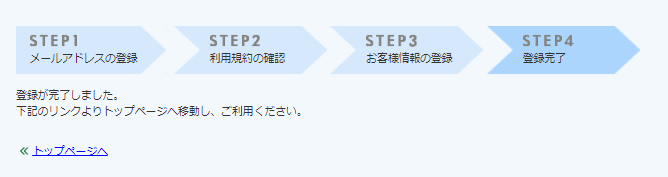 STEP1
メールアドレスの登録
STEP2
利用規約の確認
STEP3
お客様情報の登録
STEP4
登録完了
登録が完了しました。
下記のリンクよりトップページへ移動し、ご利用ください。
« トップページへ